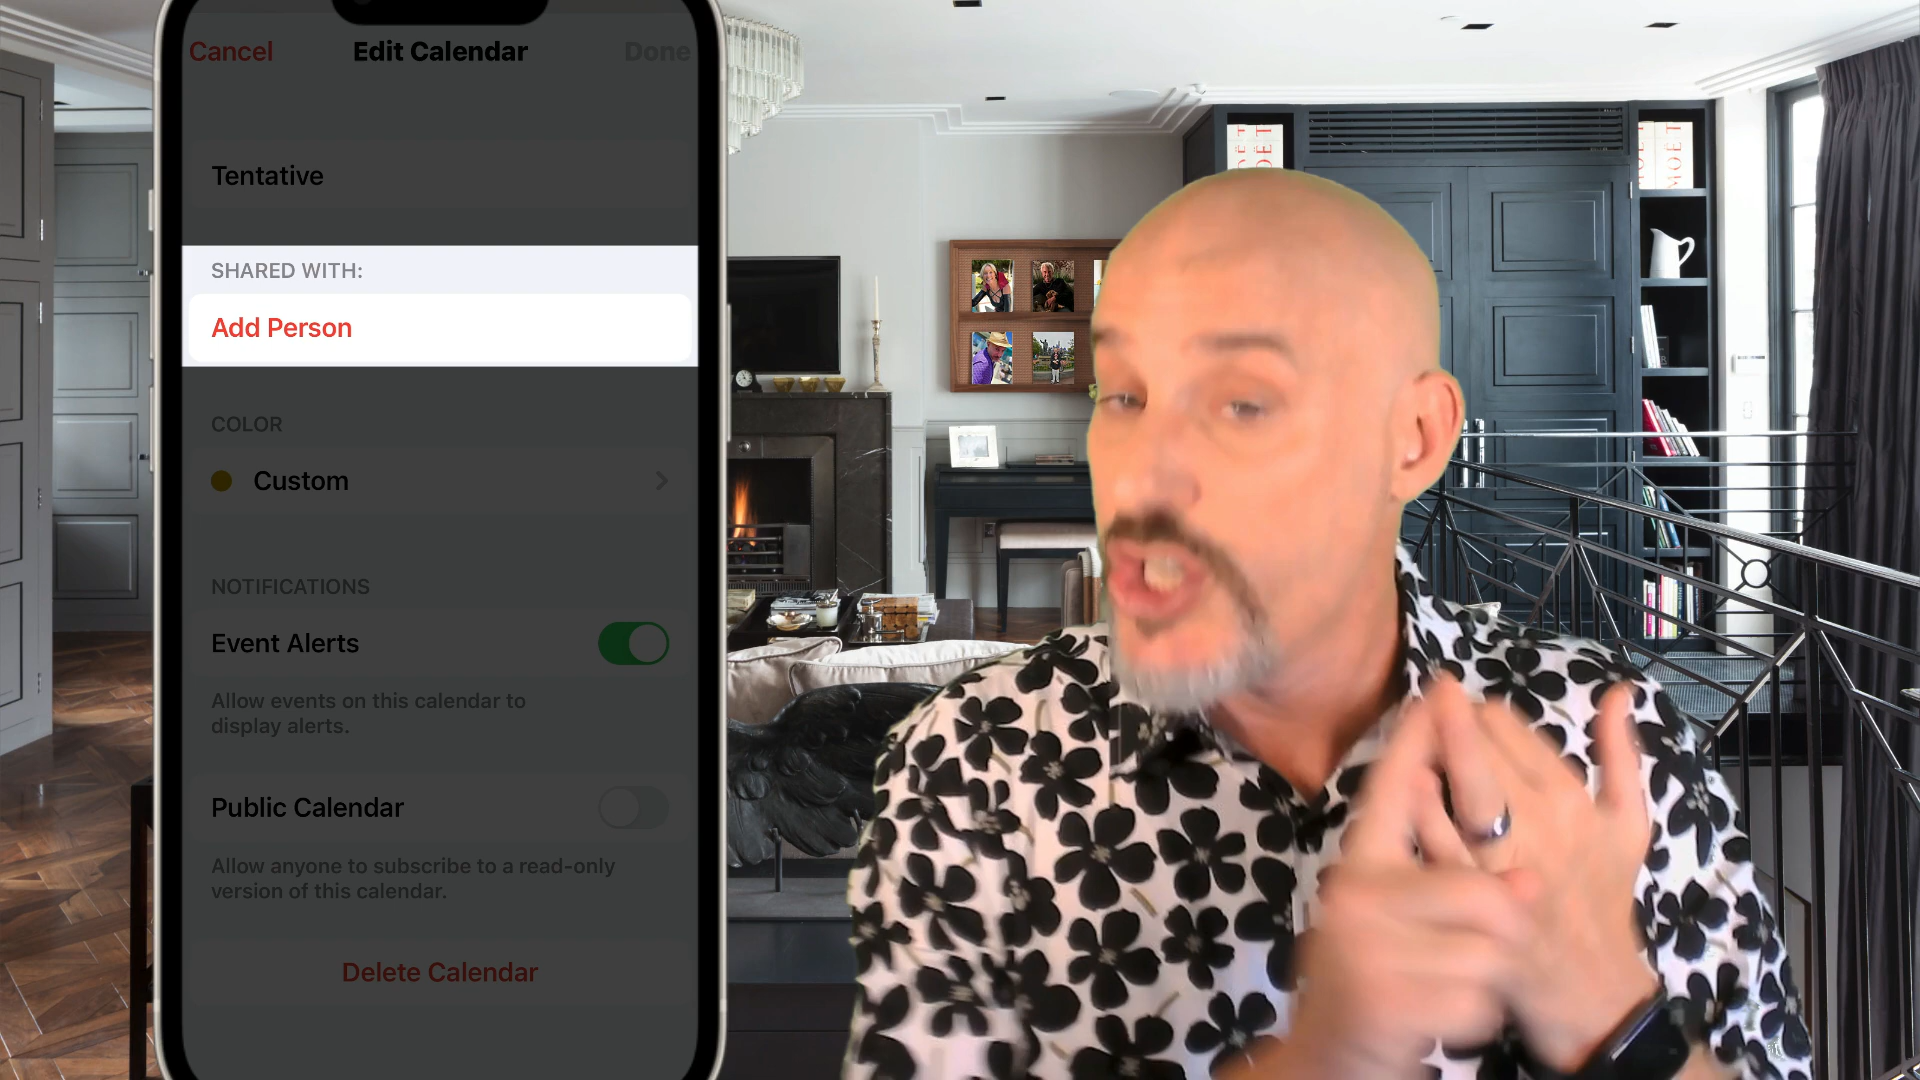 Cancel Edit Calendar Done
Tentative
SHARED WITH:
Add Person
COLOR
Custom
NOTIFICATIONS
Event Alerts
Allow events on this calendar to
display alerts.
Public Calendar
Allow anyone to subscribe to a read-only
version of this calendar.
Delete Calendar
MOËT